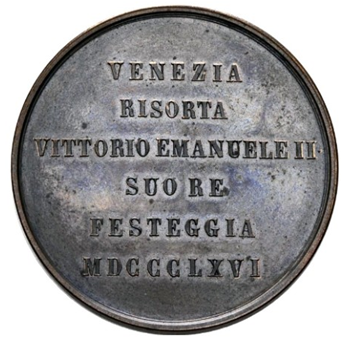 VENEZIA
RISORTA
VITTORIO EMANUELE II
SUO RE
FESTEGGIA
MDCCCLXVI